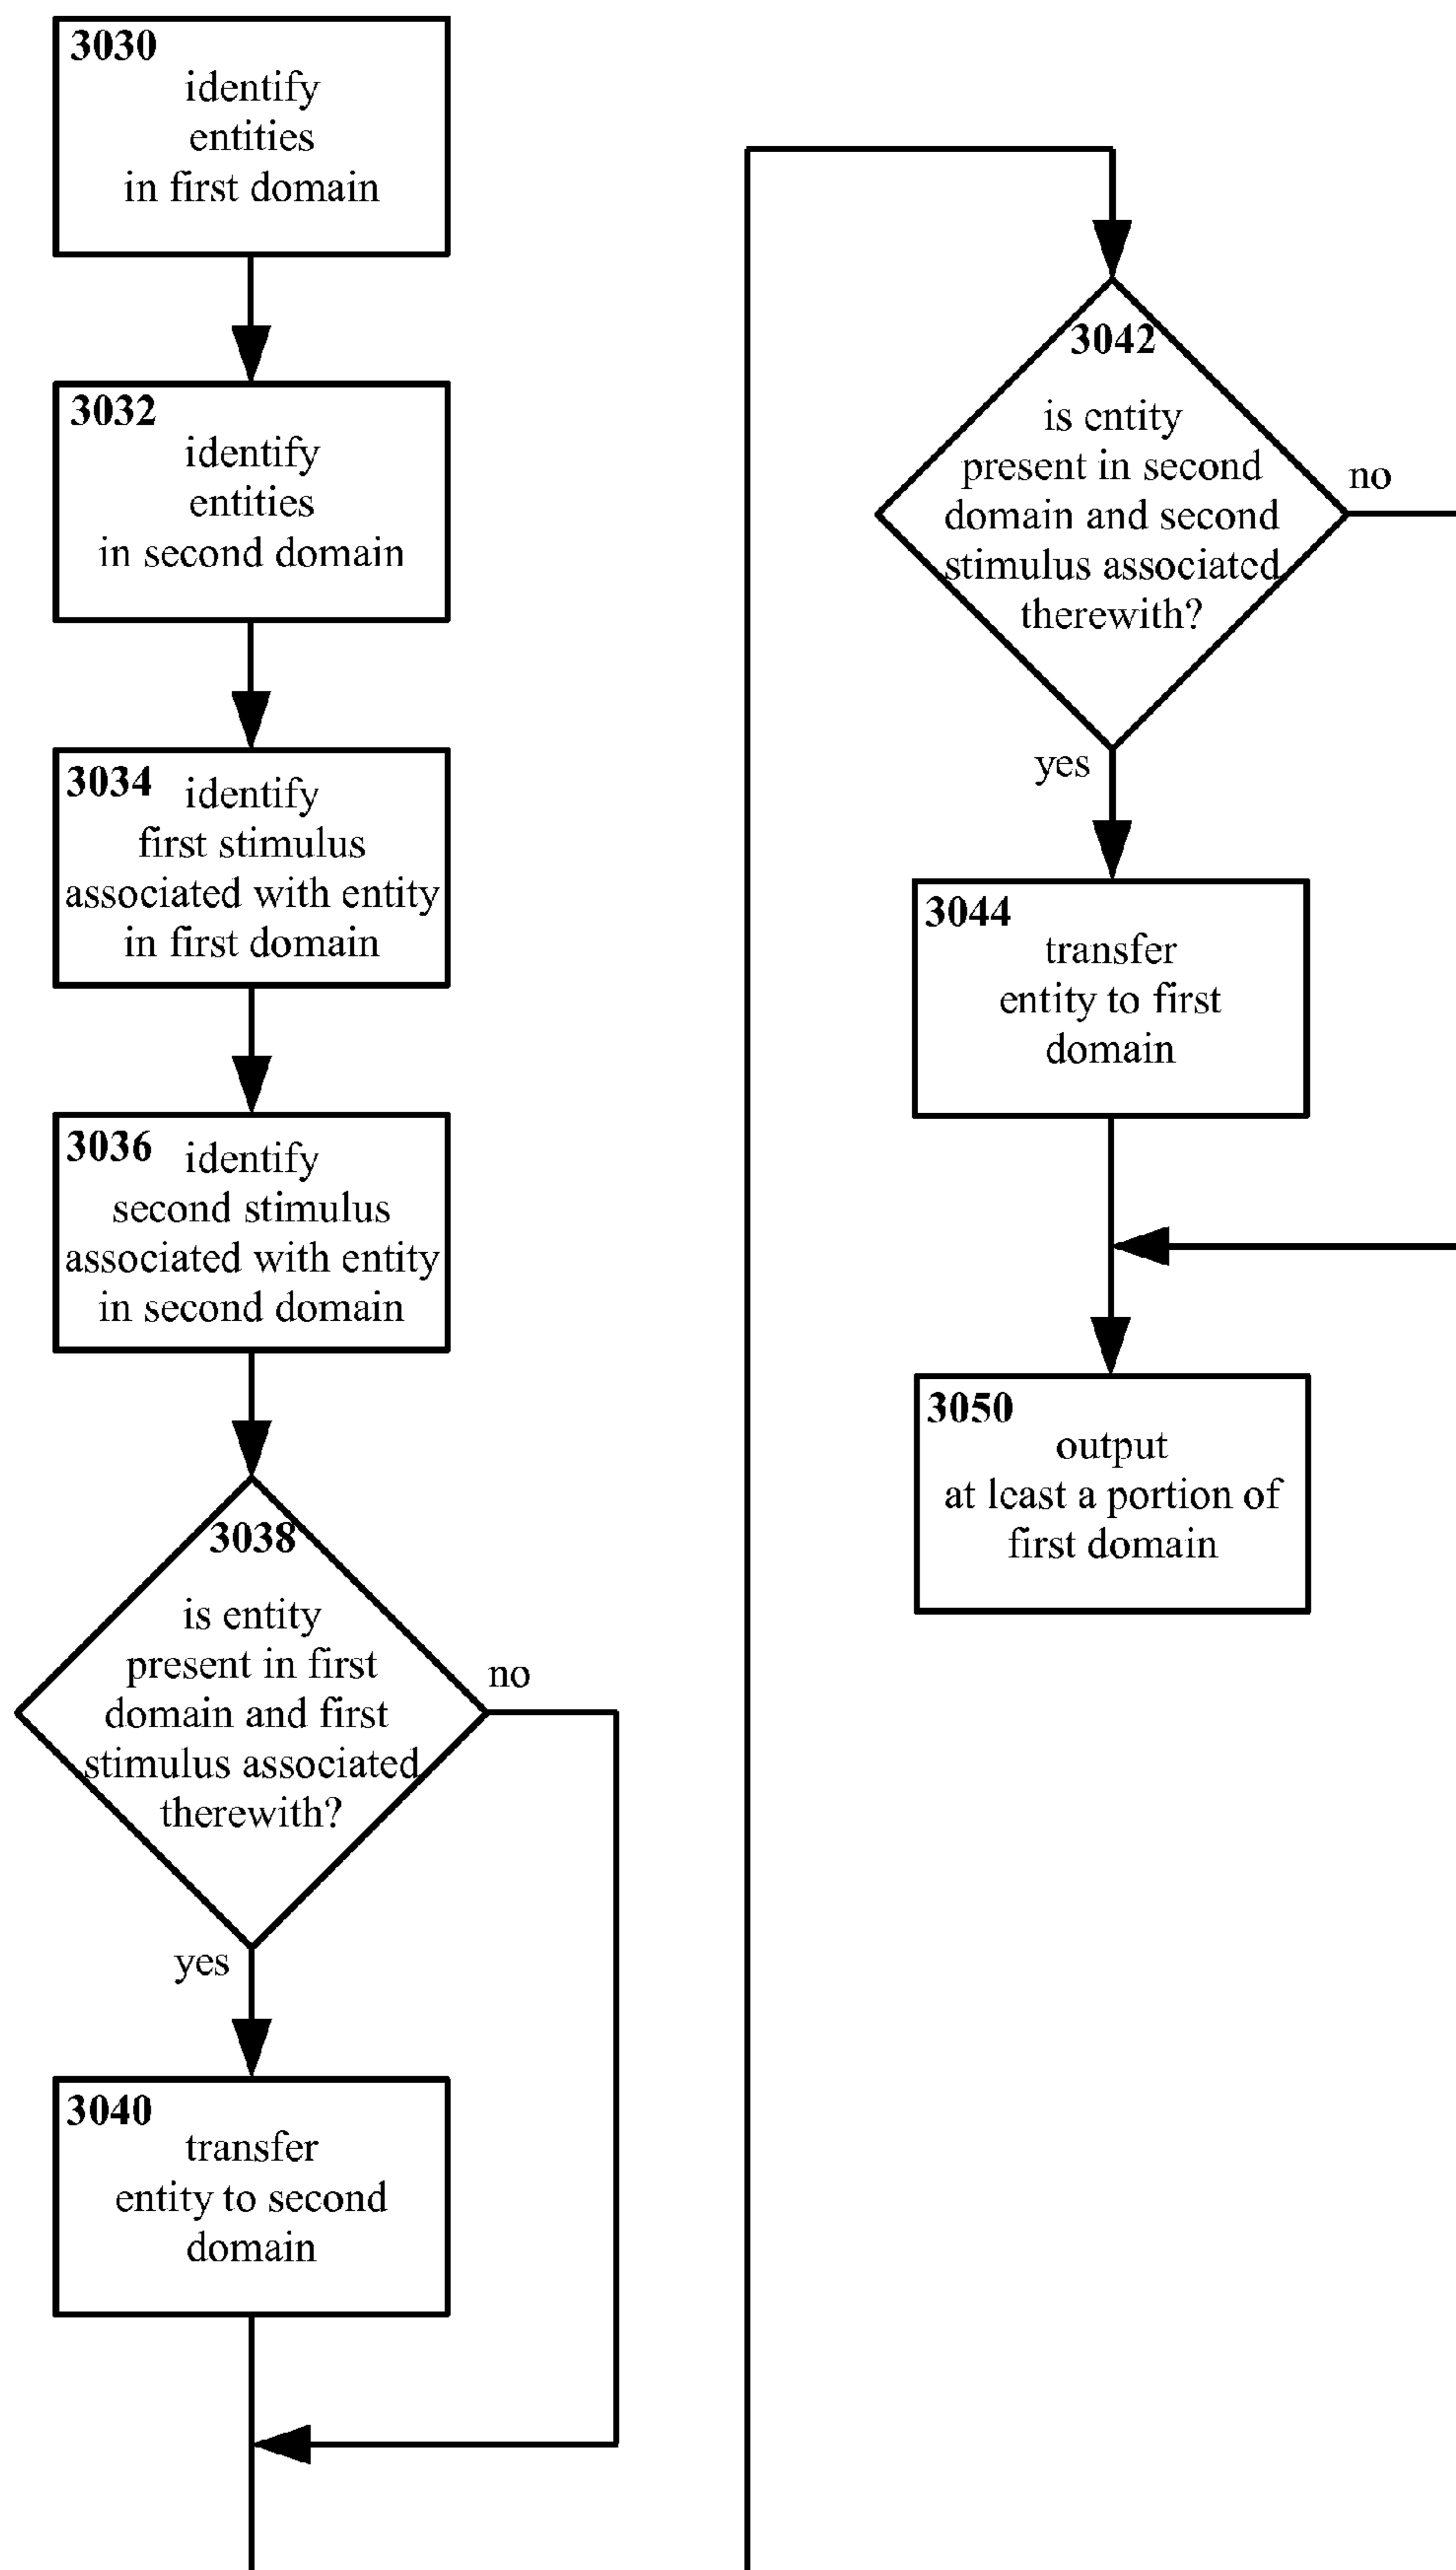 3030
identify
entities
in first domain
3032
identify
entities
in second domain
3034 identify
first stimulus
associated with entity
in first domain
3036 identify
second stimulus
associated with entity
in second domain
3038
is entity
present in first
domain and first
stimulus associated
therewith?
no
yes
3040
transfer
entity to second
domain
3042
is entity
present in second
domain and second
stimulus associated
therewith?
no
yes
3044
transfer
entity to first
domain
3050
output
at least a portion of
first domain